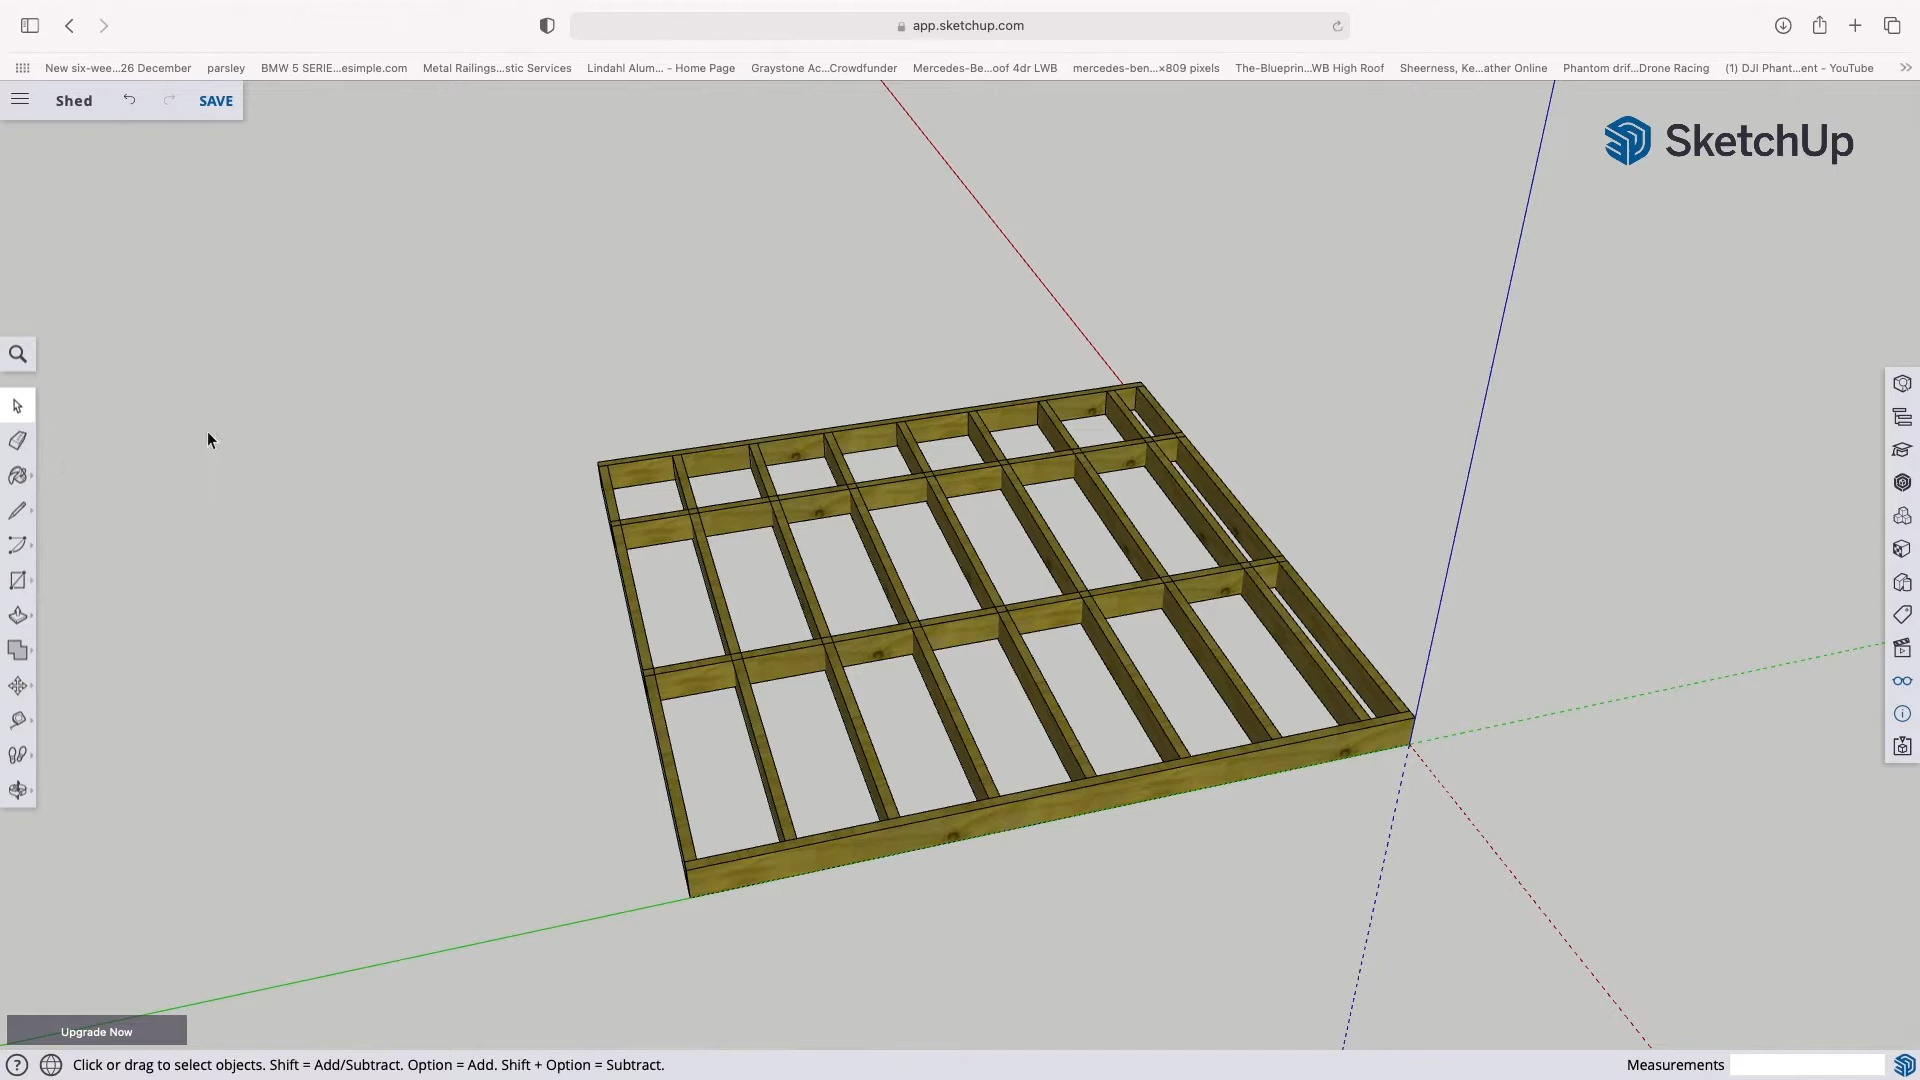 app.sketchup.com
New six-wee...26 December parsley BMW 5 SERIE...esimple.com Metal Railings...stic Services Lindahl Alum... - Home Page Graystone Ac...Crowdfunder Mercedes-Be...oof 4dr LWB mercedes-ben...×809 pixels The-Blueprin...WB High Roof Sheerness, Ke...ather Online Phantom drif...Drone Racing (1) DJI Phant...ent - YouTube
Shed SAVE
SketchUp
Upgrade Now
Click or drag to select objects. Shift = Add/Subtract. Option = Add. Shift + Option = Subtract. Measurements